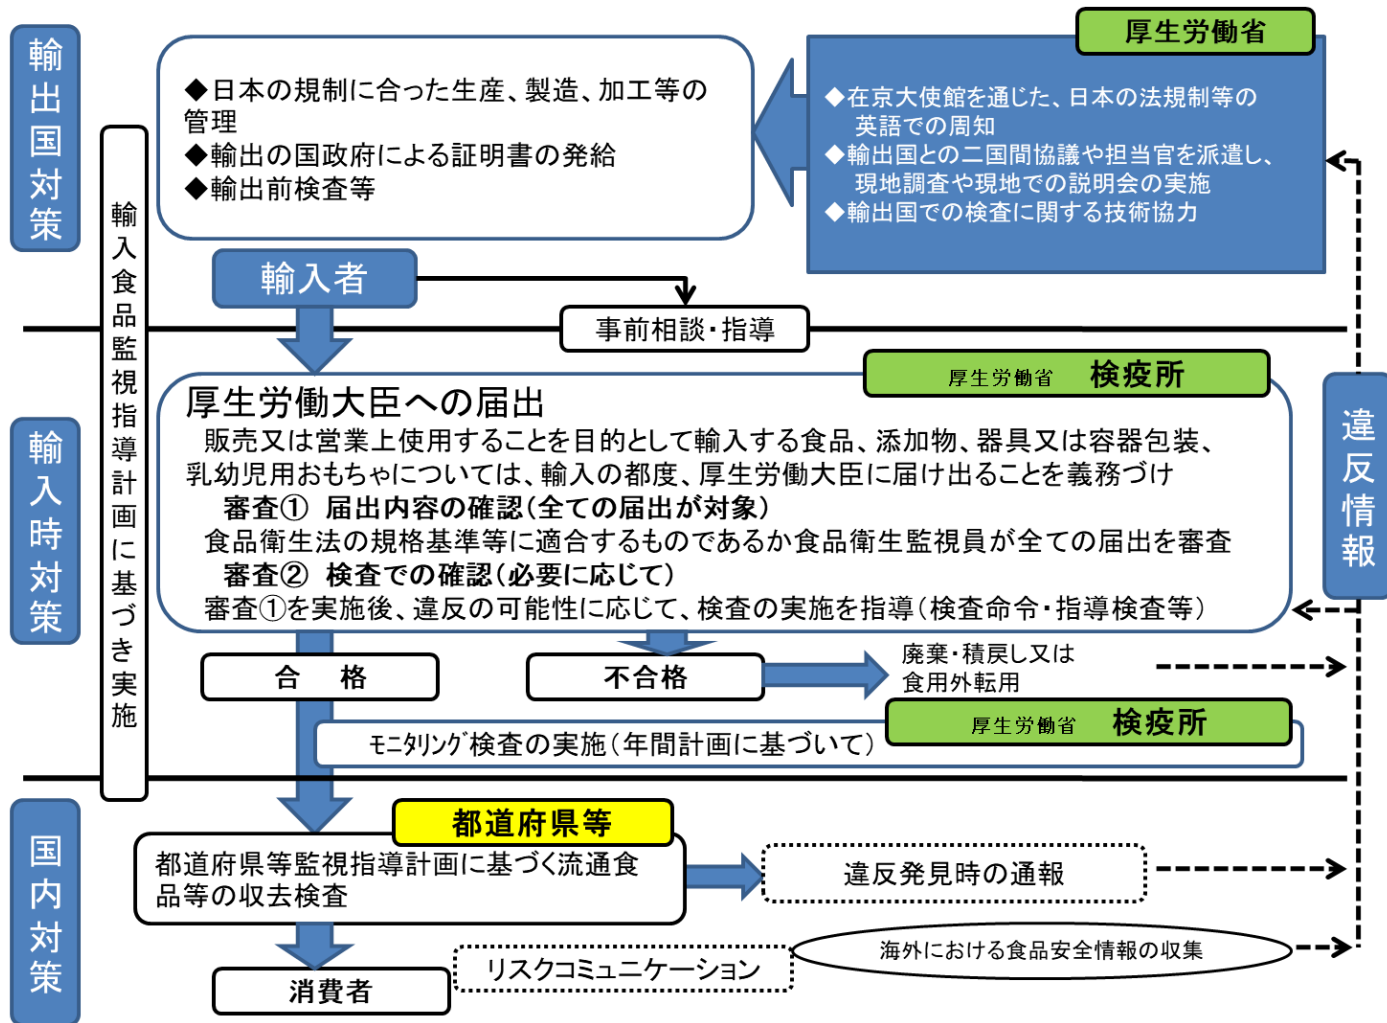 輸出国対策
厚生労働省
◆日本の規制に合った生産、製造、加工等の
管理
◆輸出の国政府による証明書の発給
◆輸出前検査等
◆在京大使館を通じた、日本の法規制等の
英語での周知
◆輸出国との二国間協議や担当官を派遣し、
現地調査や現地での説明会の実施
◆輸出国での検査に関する技術協力
輸入食品監視指導計画に基づき実施
輸入者
事前相談・指導
輸入時対策
厚生労働省 検疫所
厚生労働大臣への届出
販売又は営業上使用することを目的として輸入する食品、添加物、器具又は容器包装、
乳幼児用おもちゃについては、輸入の都度、厚生労働大臣に届け出ることを義務づけ
審査① 届出内容の確認(全ての届出が対象)
食品衛生法の規格基準等に適合するものであるか食品衛生監視員が全ての届出を審査
審査② 検査での確認(必要に応じて)
審査①を実施後、違反の可能性に応じて、検査の実施を指導(検査命令・指導検査等)
違反情報
合 格
不合格
廃棄・積戻し又は
食用外転用
厚生労働省 検疫所
モニタリング検査の実施(年間計画に基づいて)
国内対策
都道府県等
都道府県等監視指導計画に基づく流通食
品等の収去検査
違反発見時の通報
海外における食品安全情報の収集
リスクコミュニケーション
消費者